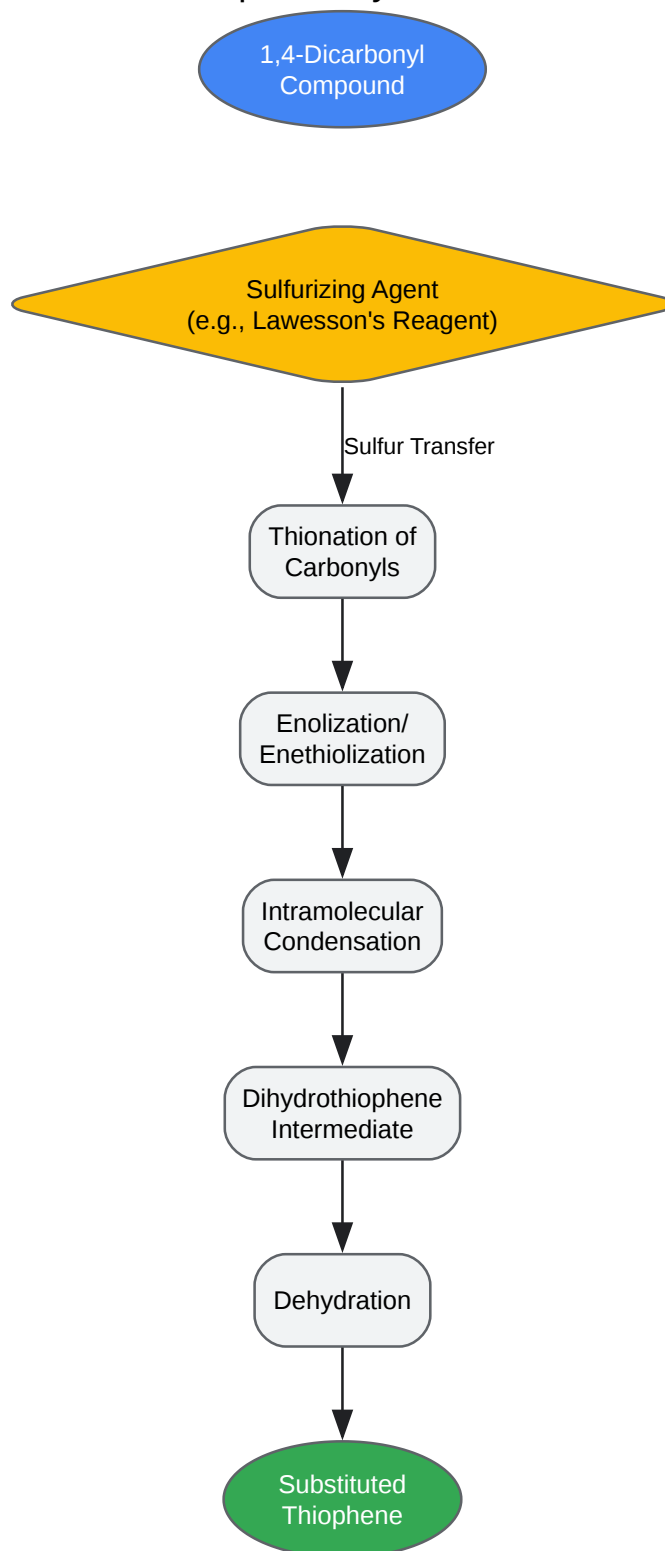 1,4-Dicarbonyl
Compound
Sulfurizing Agent
(e.g., Lawesson's Reagent)
Sulfur Transfer
Thionation of
Carbonyls
Enolization/
Enethiolization
Intramolecular
Condensation
Dihydrothiophene
Intermediate
Dehydration
Substituted
Thiophene